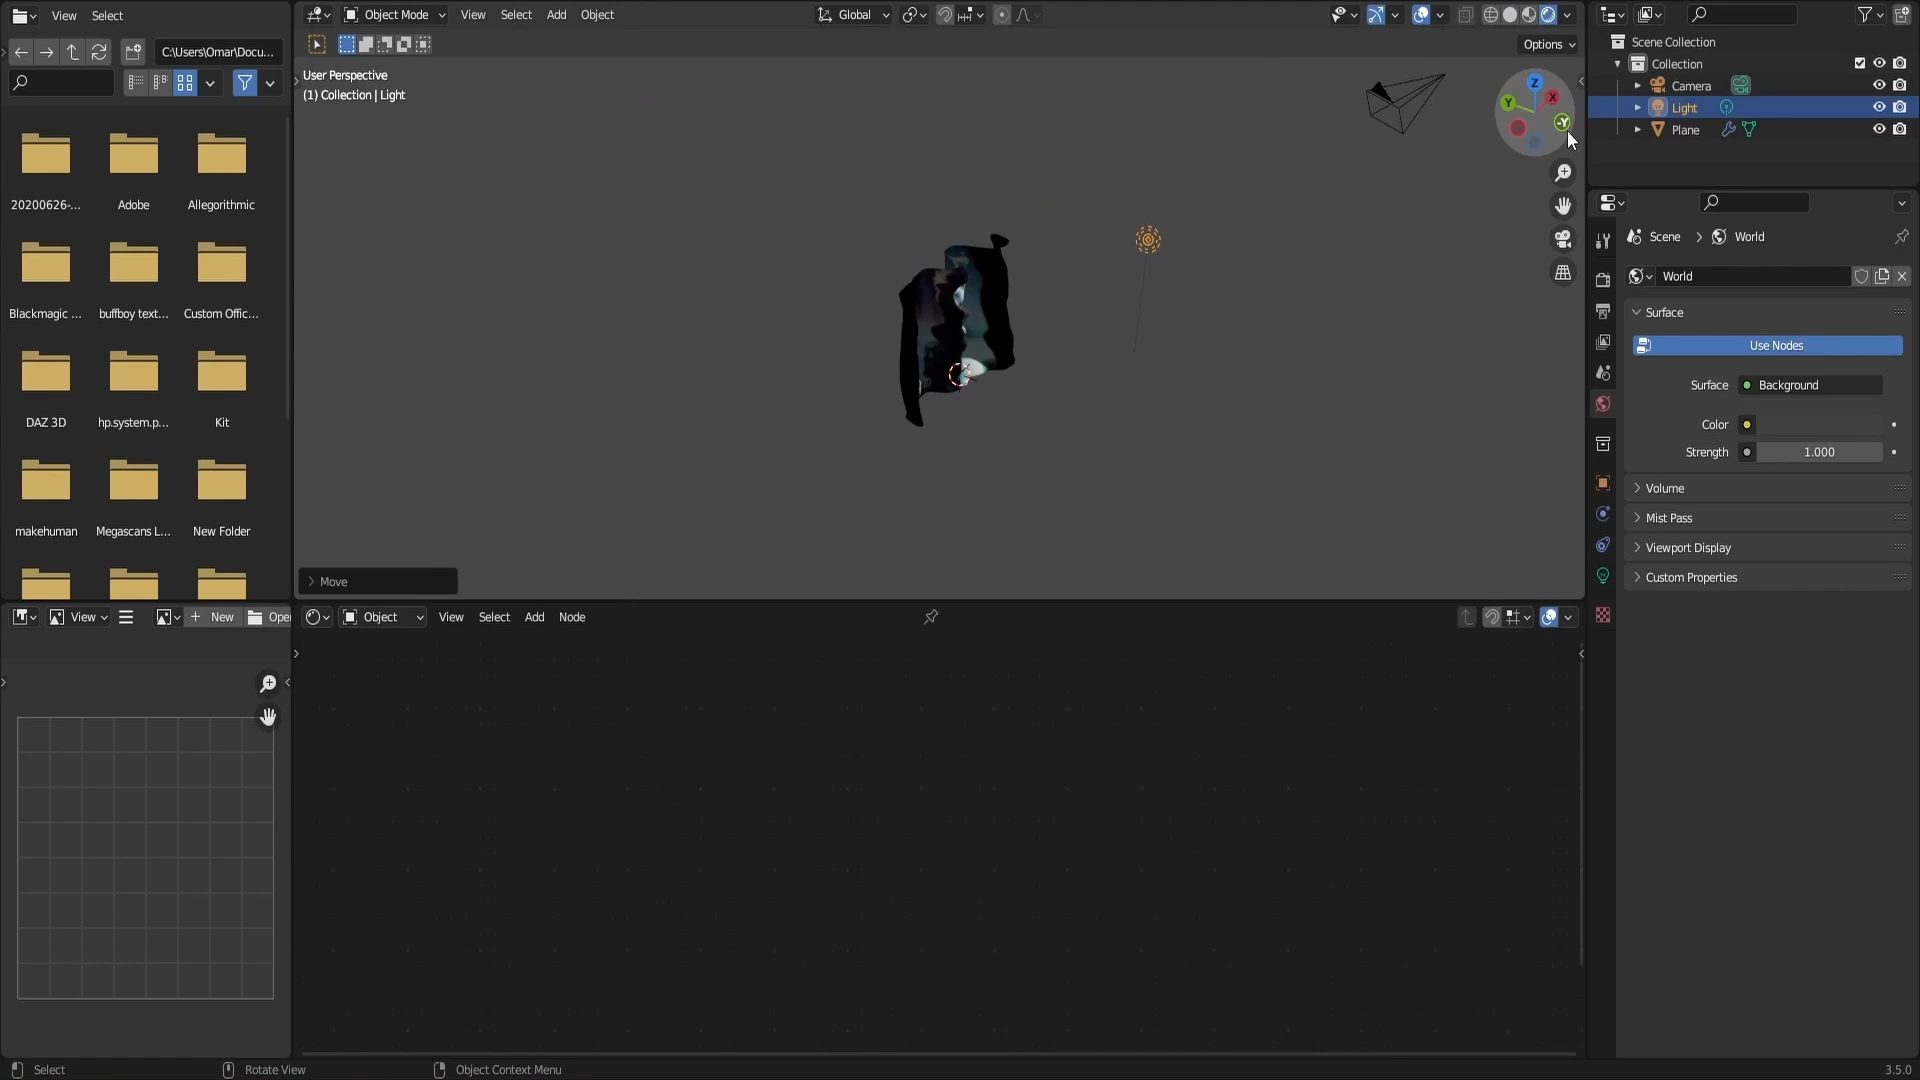 View Select
Object Mode View Select Add Object Global
Options
C:\Users\Omar\Docu...
User Perspective
(1) Collection | Light
Z
X
Y
-Y
20200626-... Adobe Allegorithmic
Blackmagic ... buffboy text... Custom Offic...
DAZ 3D hp.system.p... Kit
makehuman Megascans L... New Folder
Move
View New Open
Object View Select Add Node
Scene Collection
Collection
Camera
Light
Plane
Scene > World
World
Surface
Use Nodes
Surface Background
Color
Strength 1.000
Volume
Mist Pass
Viewport Display
Custom Properties
Select Rotate View Object Context Menu 3.5.0